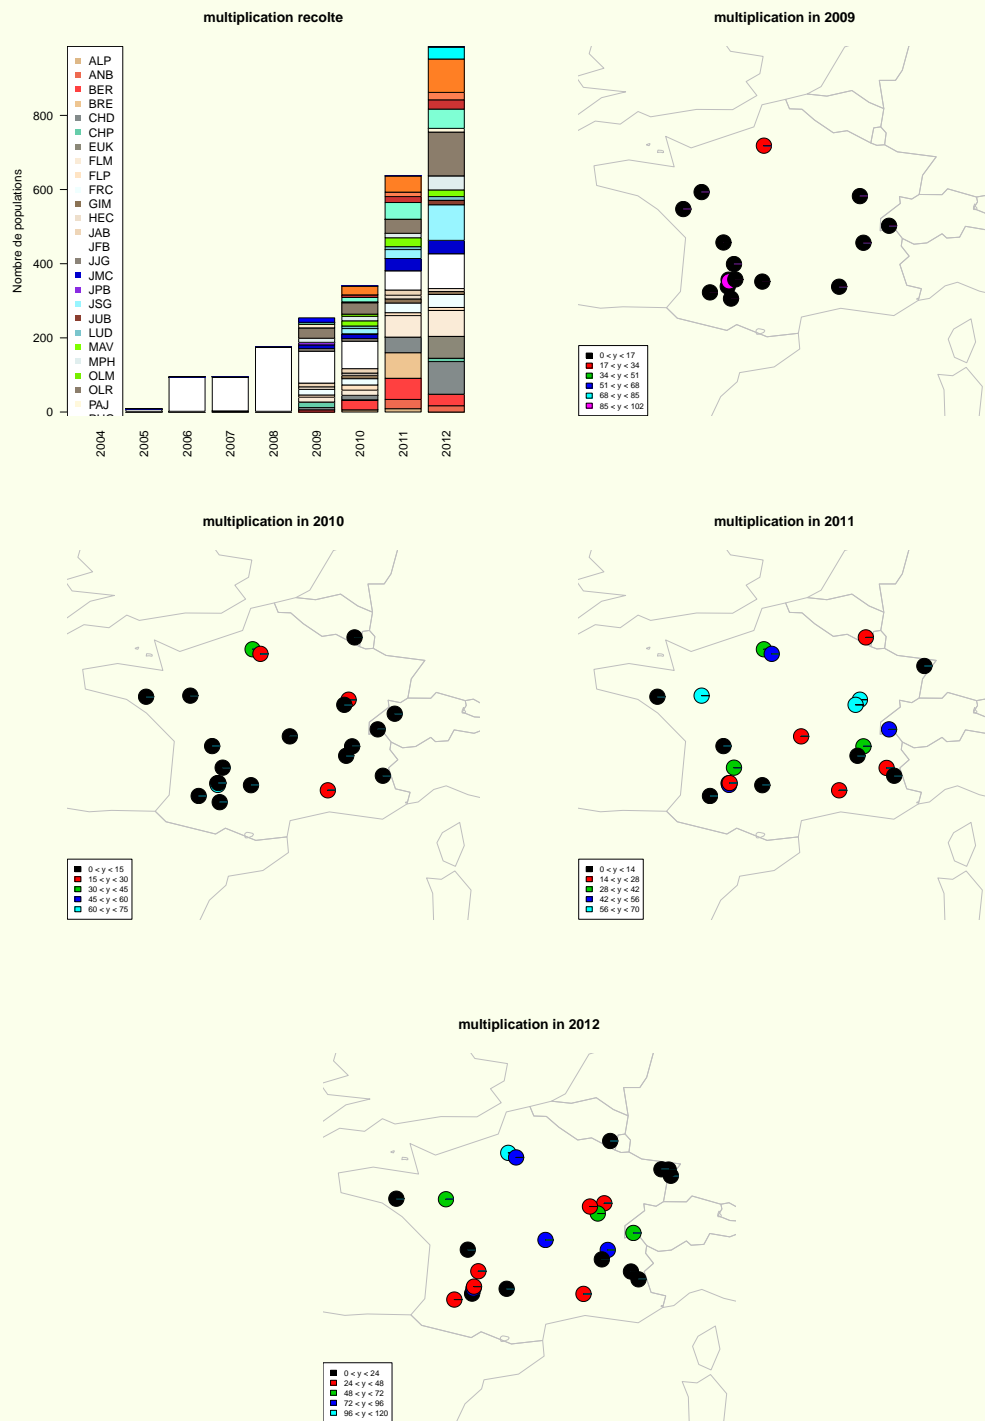 multiplication recolte
Nombre de populations
800
600
400
200
0
ALP
ANB
BER
BRE
CHD
CHP
EUK
FLM
FLP
FRC
GIM
HEC
JAB
JFB
JJG
JMC
JPB
JSG
JUB
LUD
MAV
MPH
OLM
OLR
PAJ
2004
2005
2006
2007
2008
2009
2010
2011
2012
multiplication in 2009
0 < y < 17
17 < y < 34
34 < y < 51
51 < y < 68
68 < y < 85
85 < y < 102
multiplication in 2010
0 < y < 15
15 < y < 30
30 < y < 45
45 < y < 60
60 < y < 75
multiplication in 2011
0 < y < 14
14 < y < 28
28 < y < 42
42 < y < 56
56 < y < 70
multiplication in 2012
0 < y < 24
24 < y < 48
48 < y < 72
72 < y < 96
96 < y < 120